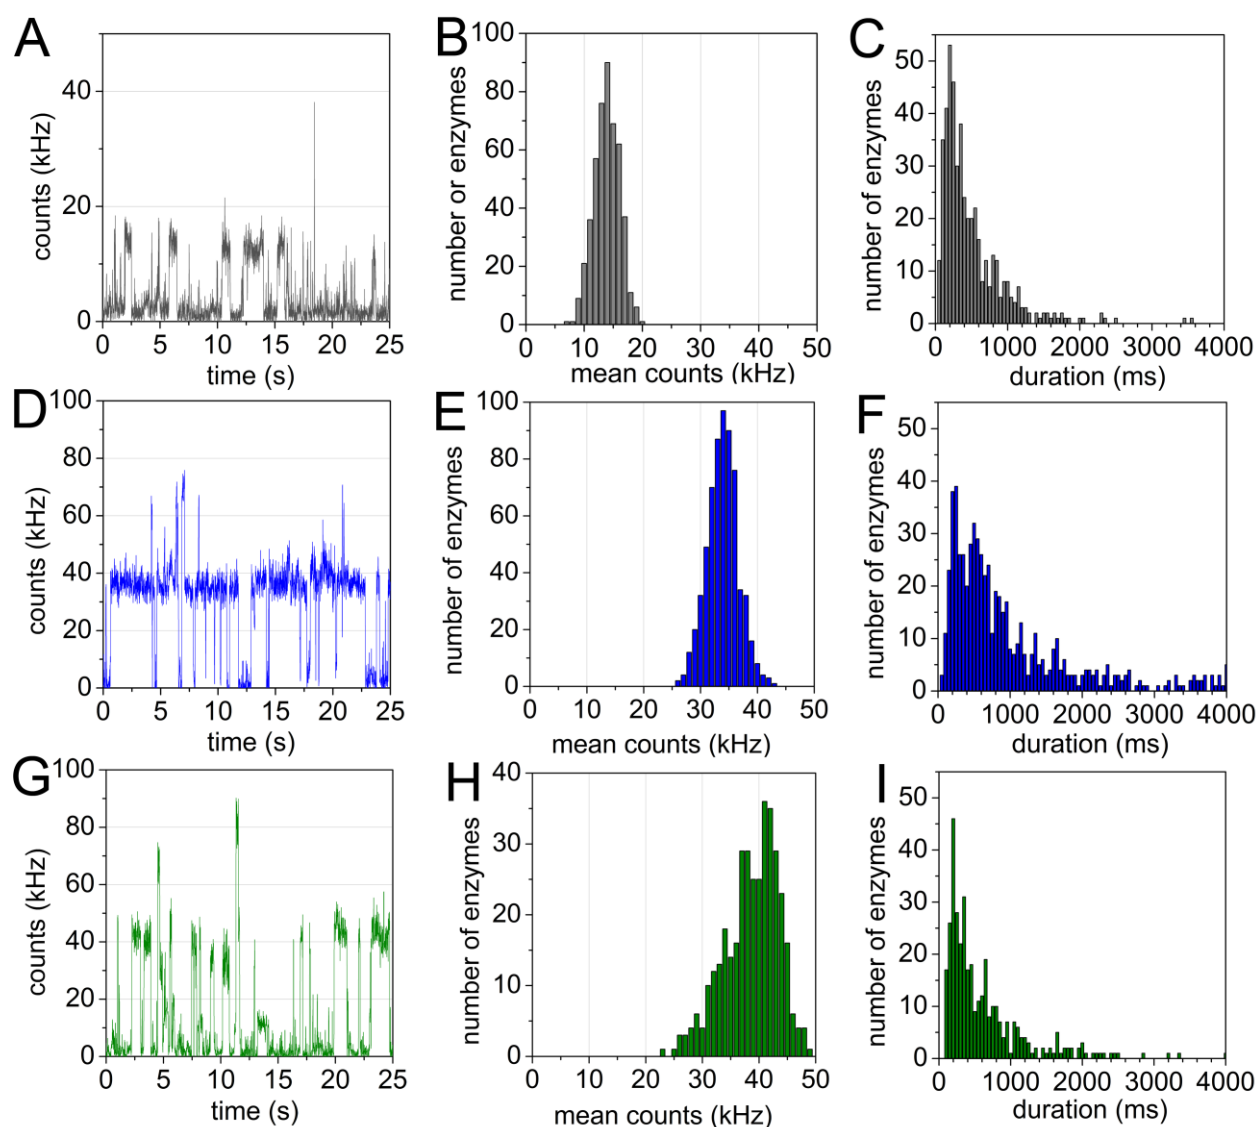 A
counts (kHz)
40
20
0
0 5 10 15 20 25
time (s)
B
number or enzymes
100
80
60
40
20
0
0 10 20 30 40 50
mean counts (kHz)
C
number of enzymes
50
40
30
20
10
0
0 1000 2000 3000 4000
duration (ms)
D
counts (kHz)
100
80
60
40
20
0
0 5 10 15 20 25
time (s)
E
number of enzymes
100
80
60
40
20
0
0 10 20 30 40 50
mean counts (kHz)
F
number of enzymes
50
40
30
20
10
0
0 1000 2000 3000 4000
duration (ms)
G
counts (kHz)
100
80
60
40
20
0
0 5 10 15 20 25
time (s)
H
number of enzymes
40
30
20
10
0
0 10 20 30 40 50
mean counts (kHz)
I
number of enzymes
50
40
30
20
10
0
0 1000 2000 3000 4000
duration (ms)